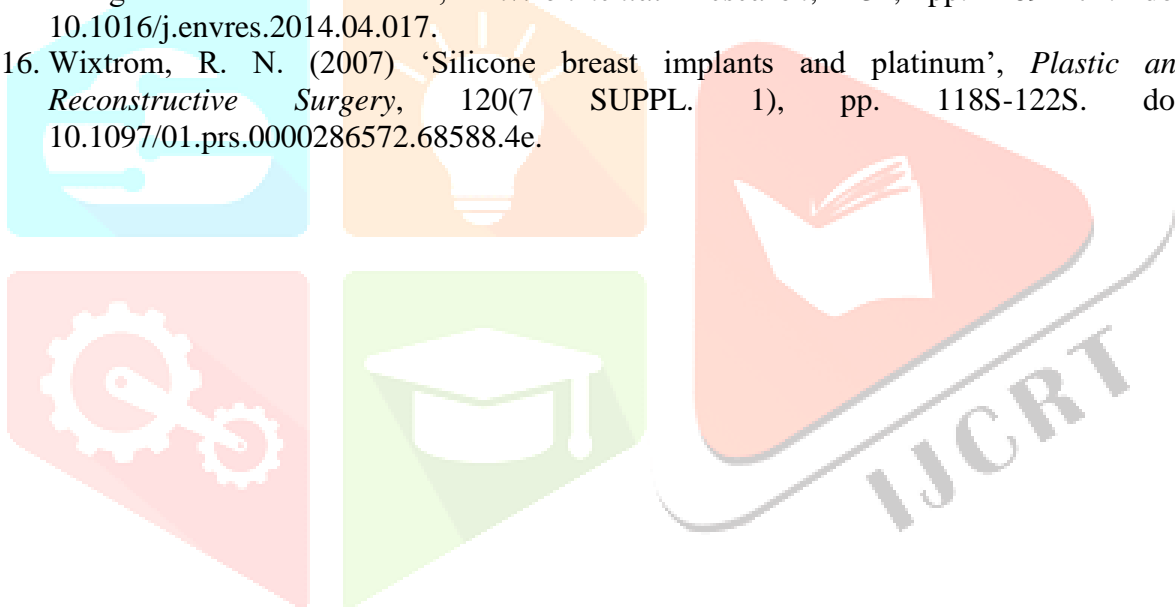 10.1016/j.envres.2014.04.017.
16. Wixtrom, R. N. (2007) ‘Silicone breast implants and platinum’, Plastic an
Reconstructive Surgery, 120(7 SUPPL. 1), pp. 118S-122S. do
10.1097/01.prs.0000286572.68588.4e.
IJCRT